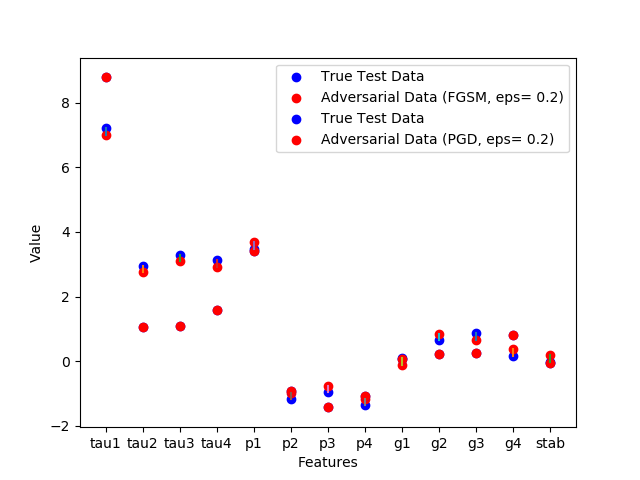 True Test Data
Adversarial Data (FGSM, eps= 0.2)
True Test Data
Adversarial Data (PGD, eps= 0.2)
Value
8
6
4
2
0
−2
tau1 tau2 tau3 tau4 p1 p2 p3 p4 g1 g2 g3 g4 stab
Features